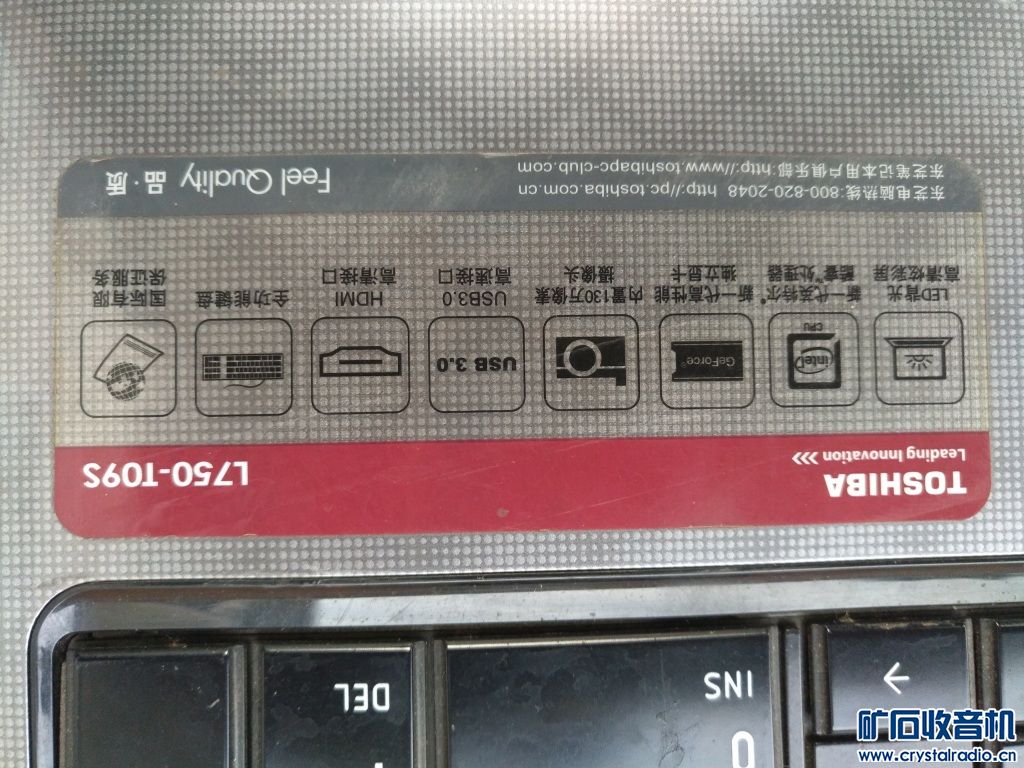 TOSHIBA
Leading Innovation >>>
L750-T09S
intel
CPU
GeForce®
USB 3.0
LED背光
高清炫彩屏
新一代英特尔®
酷睿™处理器
新一代高性能
独立显卡
内置130万像素
摄像头
USB3.0
高速接口
HDMI
高清接口
全功能键盘
国际有限
保证服务
东芝电脑热线:800-820-2048 http://pc.toshiba.com.cn
东芝笔记本用户俱乐部:http://www.toshibapc-club.com
Feel Quality 品·质
←
INS
0
DEL
矿石收音机
www.crystalradio.cn